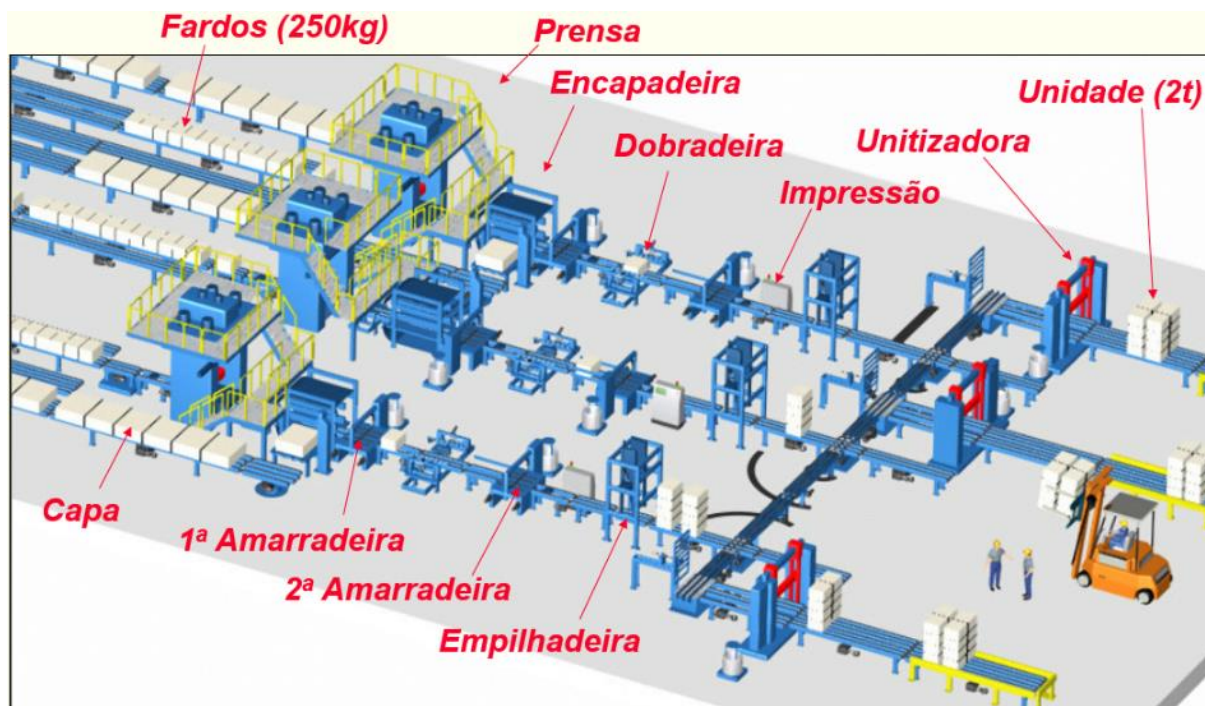 Fardos (250kg)
Prensa
Encapadeira
Unidade (2t)
Dobradeira
Unitizadora
Impressão
Capa
1ª Amarradeira
2ª Amarradeira
Empilhadeira